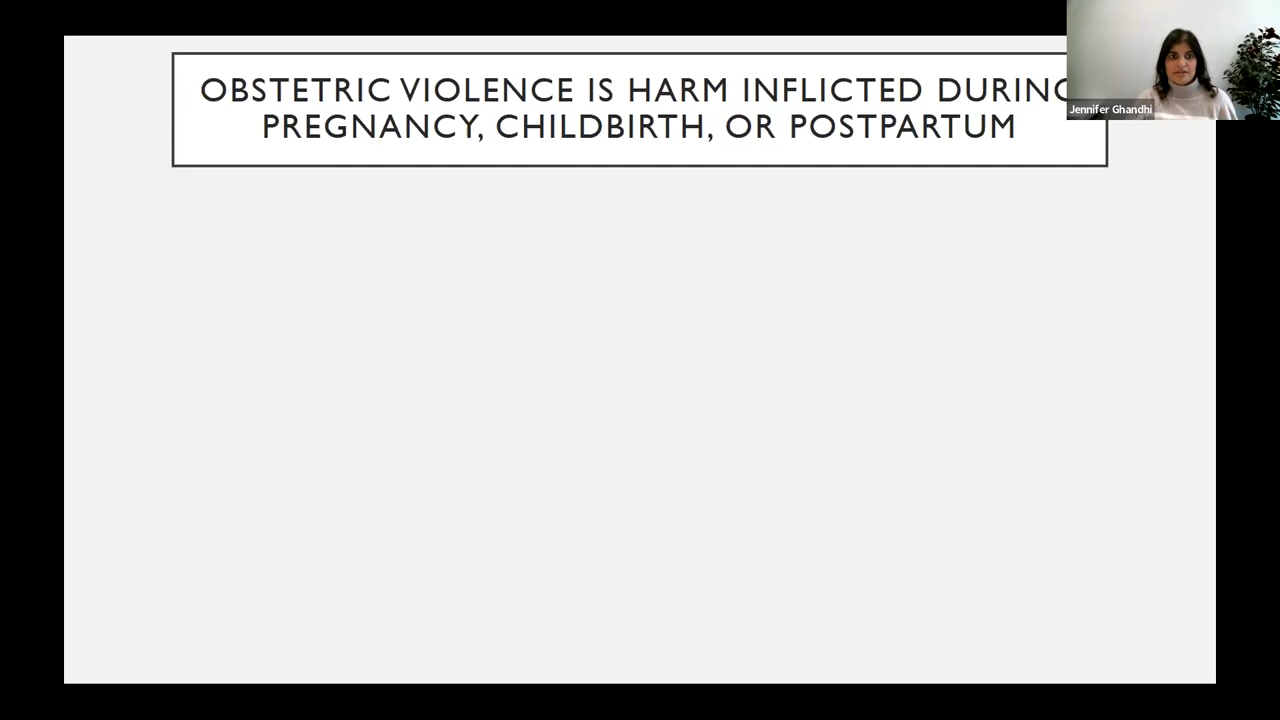 OBSTETRIC VIOLENCE IS HARM INFLICTED DURING
PREGNANCY, CHILDBIRTH, OR POSTPARTUM
Jennifer Ghandhi